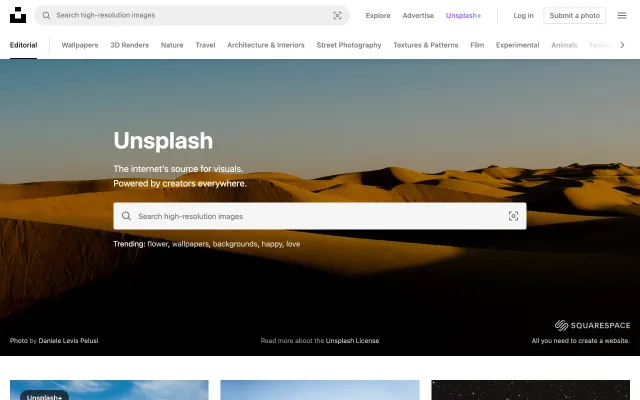 Search high-resolution images
Explore Advertise Unsplash+ Log in Submit a photo
Editorial Wallpapers 3D Renders Nature Travel Architecture & Interiors Street Photography Textures & Patterns Film Experimental Animals
Unsplash
The internet's source for visuals.
Powered by creators everywhere.
Search high-resolution images
Trending: flower, wallpapers, backgrounds, happy, love
SQUARESPACE
Photo by Daniele Levis Pelusi
Read more about the Unsplash License
All you need to create a website.
Unsplash+